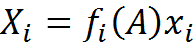 Xᵢ = fᵢ(A)xᵢ